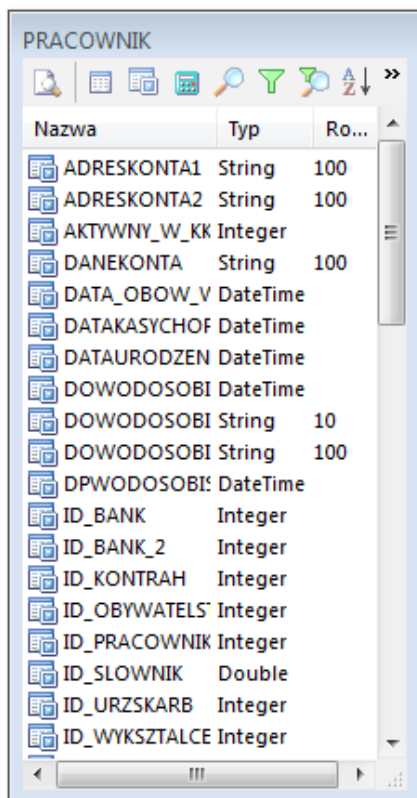 PRACOWNIK
Nazwa Typ Ro...
ADRESKONTA1 String 100
ADRESKONTA2 String 100
AKTYWNY_W_KK Integer
DANEKONTA String 100
DATA_OBOW_V DateTime
DATAKASYCHOF DateTime
DATAURODZEN DateTime
DOWODOSOBI DateTime
DOWODOSOBI String 10
DOWODOSOBI String 100
DPWODOSOBIS DateTime
ID_BANK Integer
ID_BANK_2 Integer
ID_KONTRAH Integer
ID_OBYWATELS Integer
ID_PRACOWNIK Integer
ID_SLOWNIK Double
ID_URZSKARB Integer
ID_WYKSZTALCE Integer